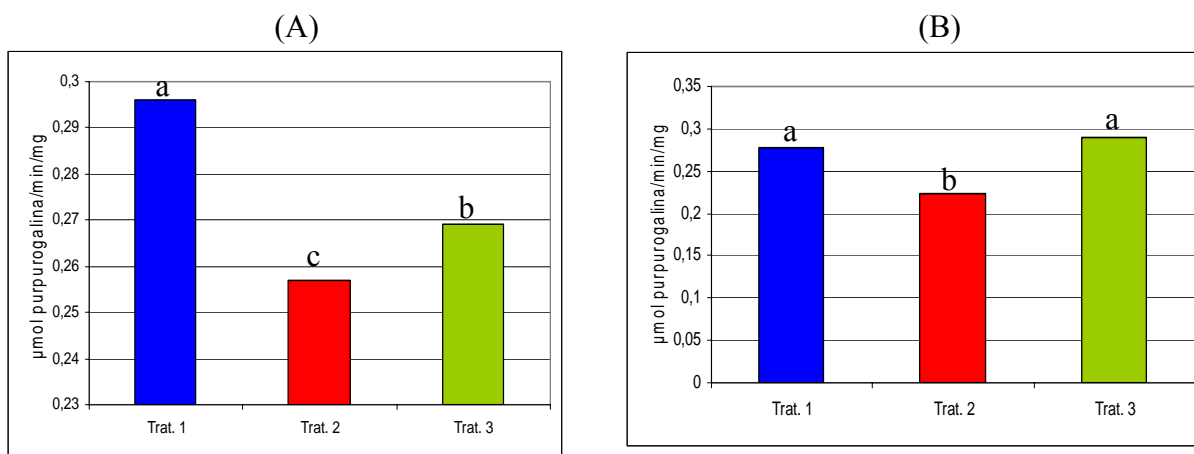 (A)
µmol purpurogalina/min/mg
0,3
0,29
0,28
0,27
0,26
0,25
0,24
0,23
a
c
b
Trat. 1
Trat. 2
Trat. 3
(B)
µmol purpurogalina/min/mg
0,35
0,3
0,25
0,2
0,15
0,1
0,05
0
a
b
a
Trat. 1
Trat. 2
Trat. 3